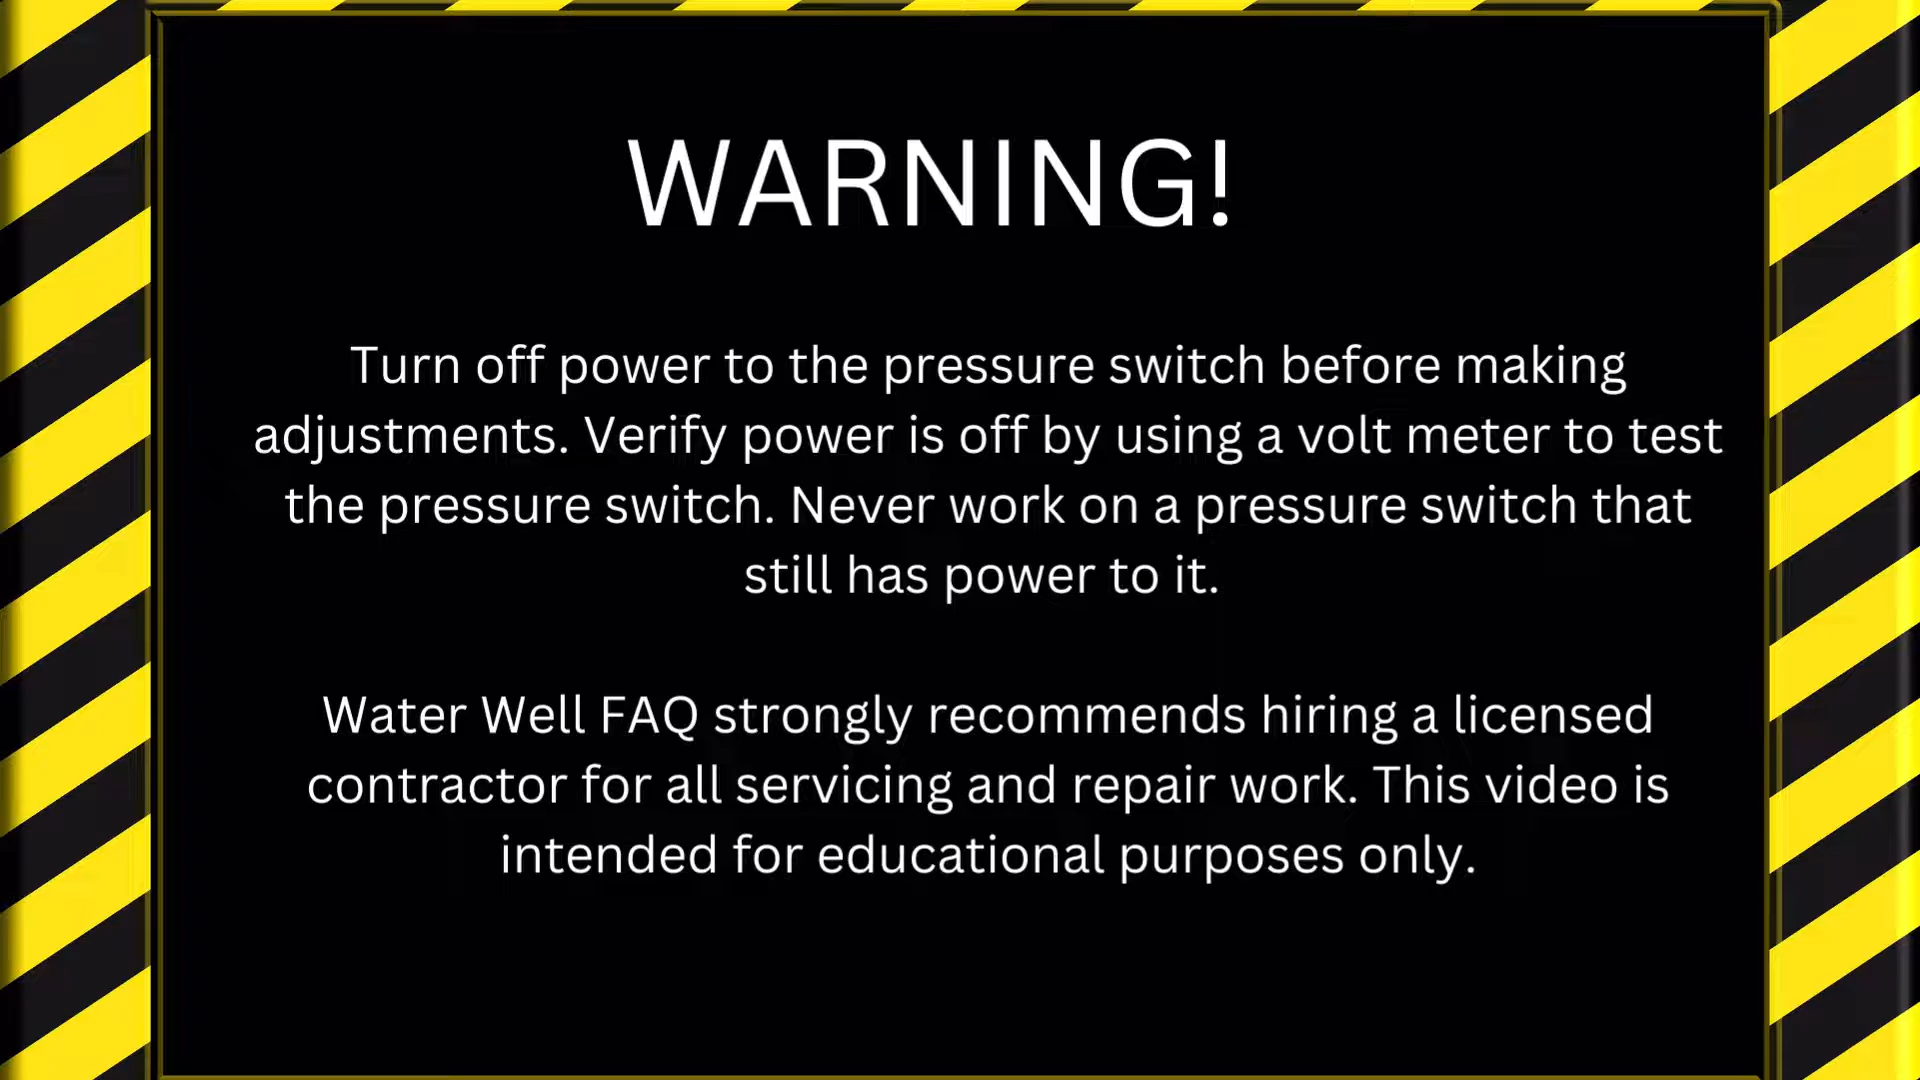 WARNING!
Turn off power to the pressure switch before making
adjustments. Verify power is off by using a volt meter to test
the pressure switch. Never work on a pressure switch that
still has power to it.
Water Well FAQ strongly recommends hiring a licensed
contractor for all servicing and repair work. This video is
intended for educational purposes only.